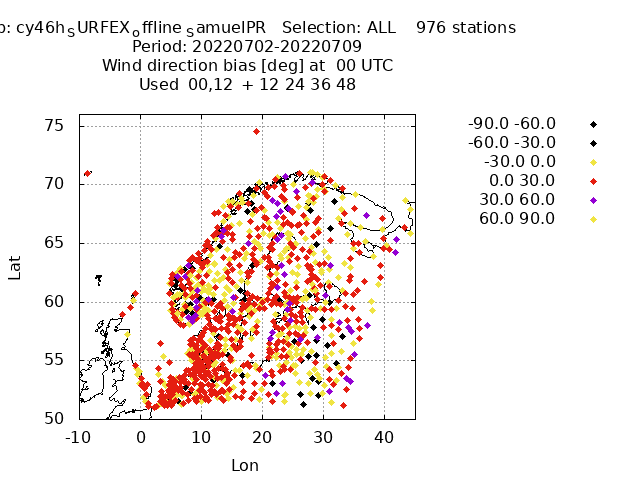 p: cy46h_SURFEX_offline_SamuelPR   Selection: ALL    976 stations
Period: 20220702-20220709
Wind direction bias [deg] at  00 UTC
Used  00,12  + 12 24 36 48
-90.0 -60.0
-60.0 -30.0
-30.0 0.0
0.0 30.0
30.0 60.0
60.0 90.0
75
70
65
60
55
50
Lat
-10 0 10 20 30 40
Lon